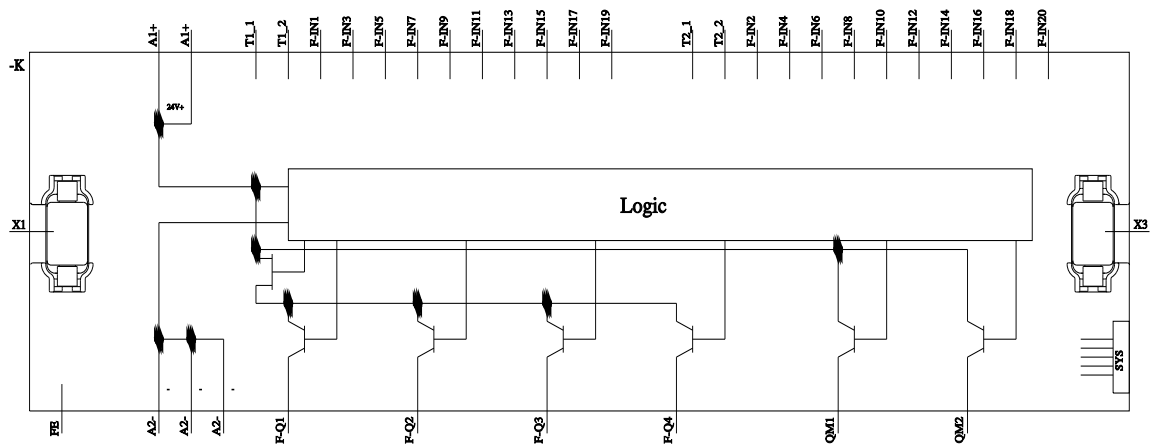 A1+
A1+
T1_1
T1_2
F-IN1
F-IN3
F-IN5
F-IN7
F-IN9
F-IN11
F-IN13
F-IN15
F-IN17
F-IN19
T2_1
T2_2
F-IN2
F-IN4
F-IN6
F-IN8
F-IN10
F-IN12
F-IN14
F-IN16
F-IN18
F-IN20
-K
24V+
Logic
X1
X3
SYS
-
-
-
FE
A2-
A2-
A2-
F-Q1
F-Q2
F-Q3
F-Q4
QM1
QM2